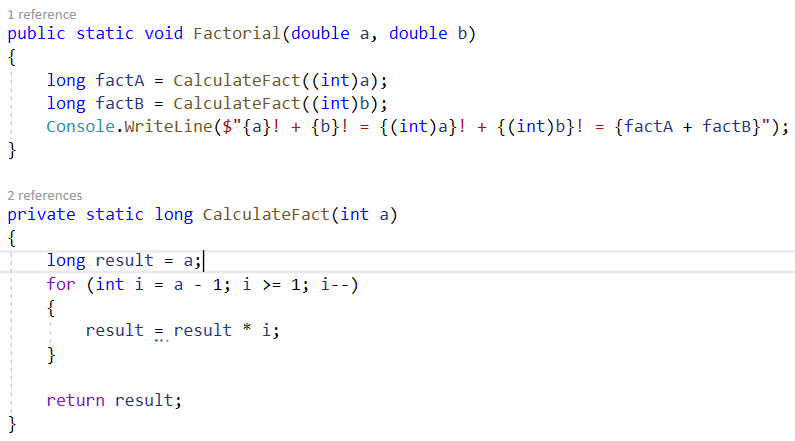 1 reference
public static void Factorial(double a, double b)
{
    long factA = CalculateFact((int)a);
    long factB = CalculateFact((int)b);
    Console.WriteLine($"{a}! + {b}! = {(int)a}! + {(int)b}! = {factA + factB}");
}
2 references
private static long CalculateFact(int a)
{
    long result = a;
    for (int i = a - 1; i >= 1; i--)
    {
        result = result * i;
    }
    return result;
}